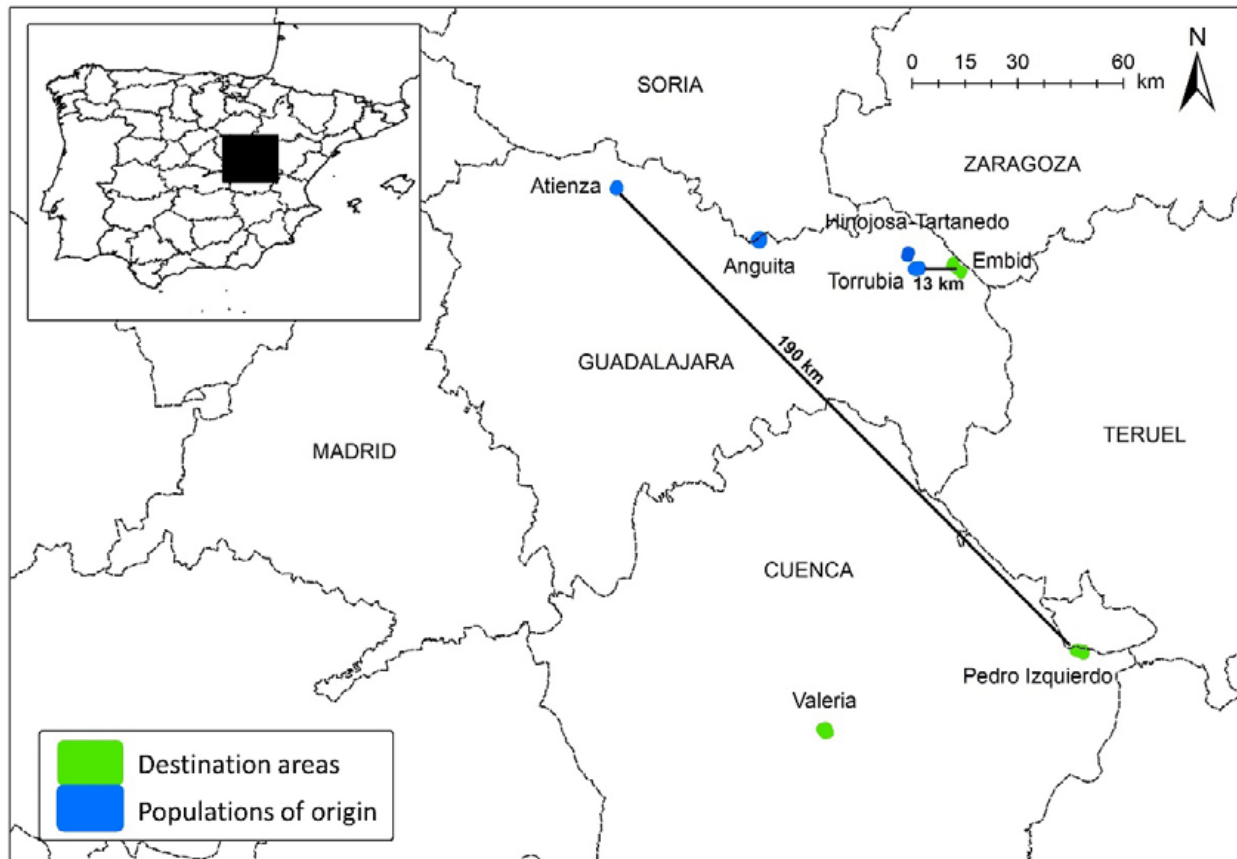 N
0 15 30 60
km
SORIA
ZARAGOZA
Atienza
Hinojosa-Tartanedo
Anguita
Embid
Torrubia
13 km
190 km
GUADALAJARA
MADRID
TERUEL
CUENCA
Pedro Izquierdo
Valeria
Destination areas
Populations of origin